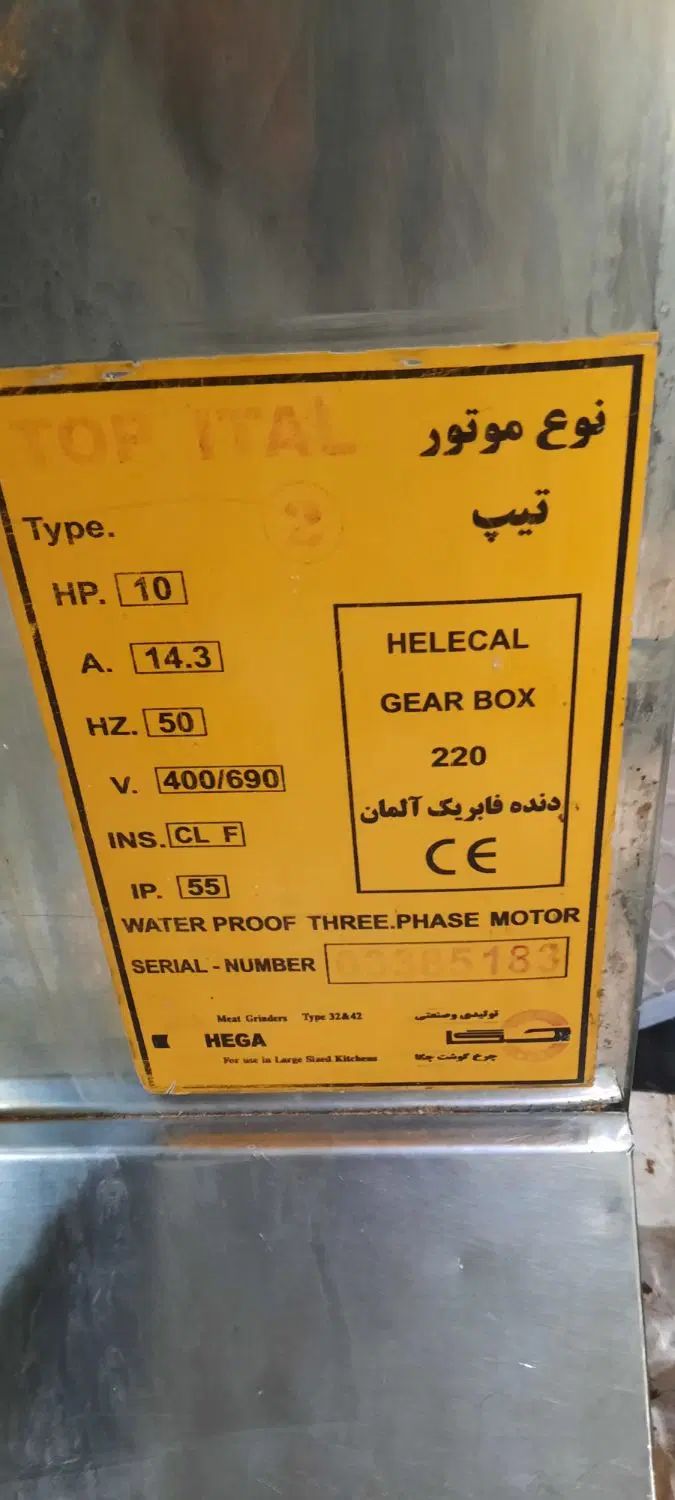 TOP ITAL نوع موتور
Type. 2 تیپ
HP. 10
A. 14.3
HZ. 50
V. 400/690
INS. CL F
IP. 55
HELECAL
GEAR BOX
220
دنده فابریک آلمان
CE
WATER PROOF THREE.PHASE MOTOR
SERIAL - NUMBER
Meat Grinders Type 32&42
HEGA
For use in Large Sized Kitchens
تولیدی وصنعتی
چرخ گوشت چکا